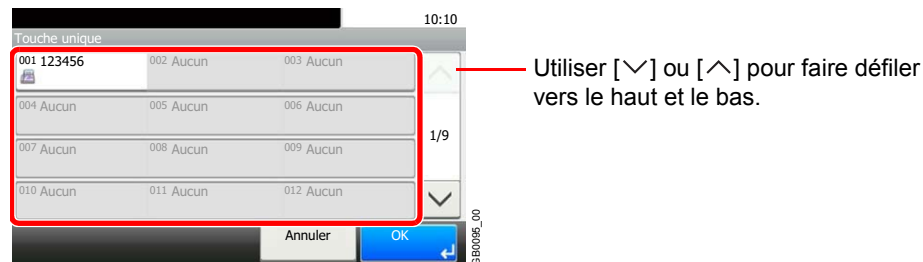 10:10
Touche unique
001 123456 002 Aucun 003 Aucun
004 Aucun 005 Aucun 006 Aucun
1/9
007 Aucun 008 Aucun 009 Aucun
010 Aucun 011 Aucun 012 Aucun
Annuler OK
Utiliser [∨] ou [∧] pour faire défiler
vers le haut et le bas.
GB0095_00